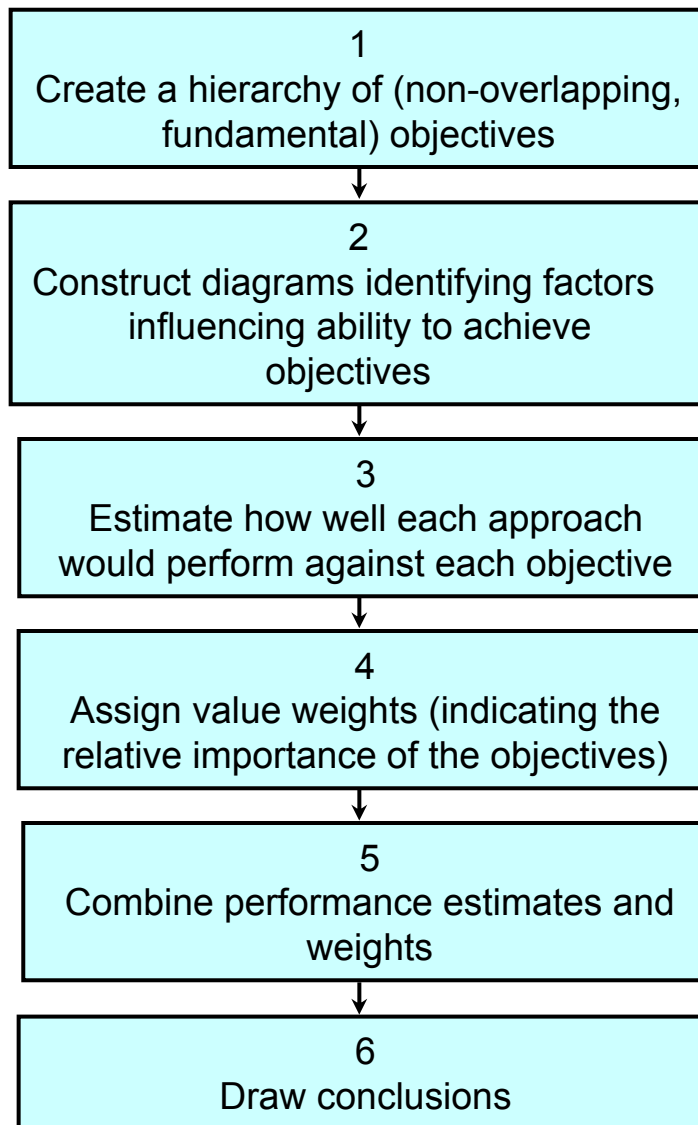 1
Create a hierarchy of (non-overlapping,
fundamental) objectives
2
Construct diagrams identifying factors
influencing ability to achieve
objectives
3
Estimate how well each approach
would perform against each objective
4
Assign value weights (indicating the
relative importance of the objectives)
5
Combine performance estimates and
weights
6
Draw conclusions